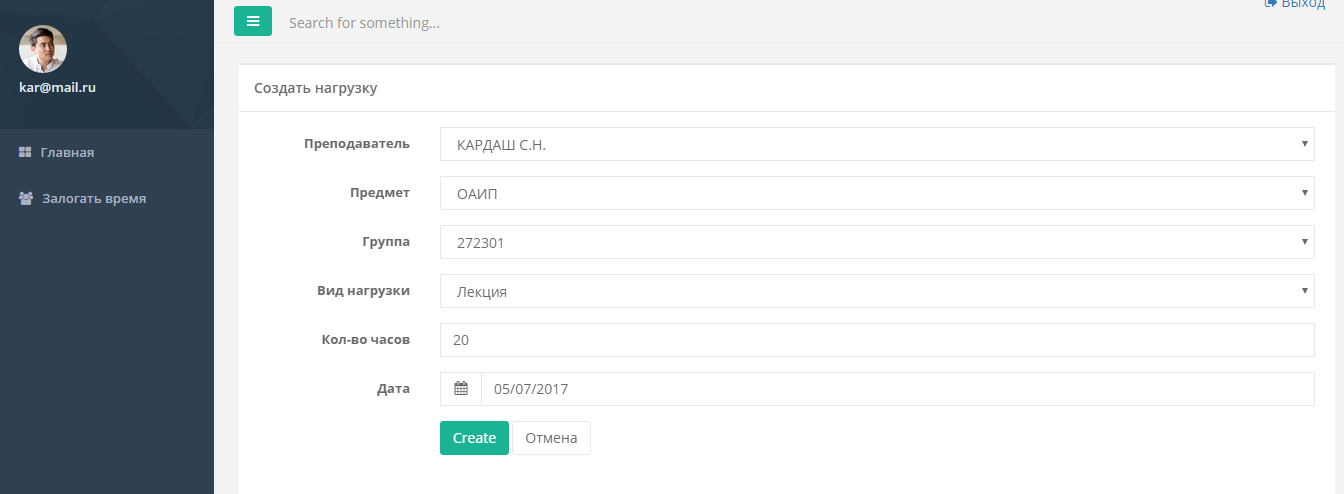 Выход
Search for something...
kar@mail.ru
Главная
Залогать время
Создать нагрузку
Преподаватель КАРДАШ С.Н.
Предмет ОАИП
Группа 272301
Вид нагрузки Лекция
Кол-во часов 20
Дата 05/07/2017
Create Отмена